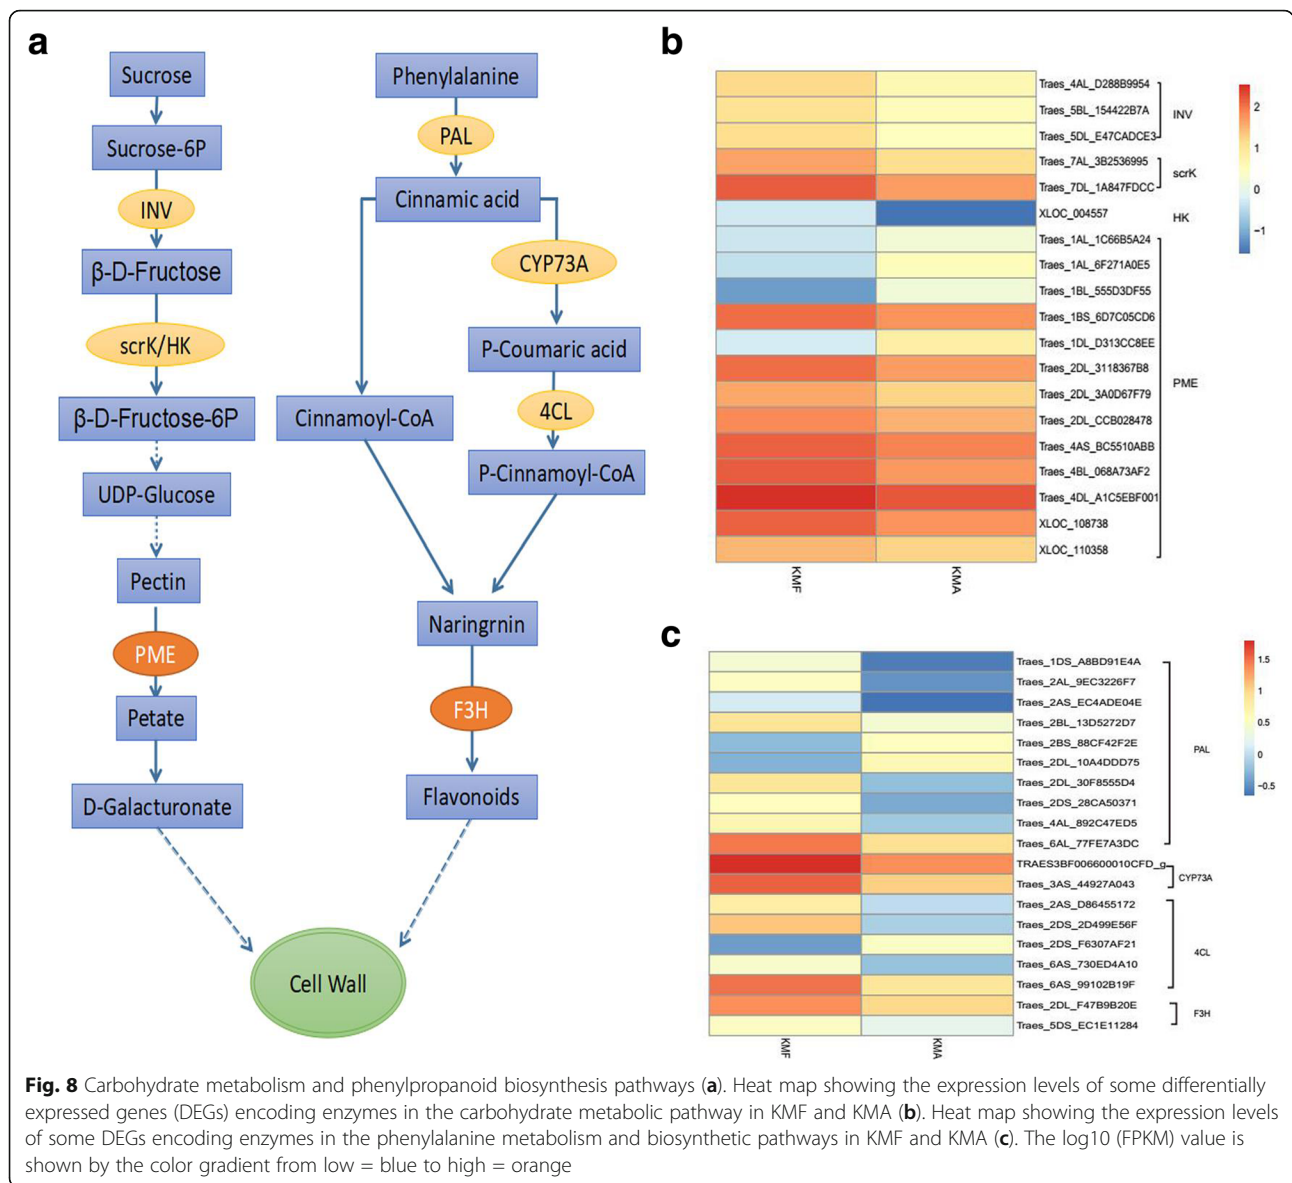 a
Sucrose
Sucrose-6P
INV
β-D-Fructose
scrK/HK
β-D-Fructose-6P
UDP-Glucose
Pectin
PME
Petate
D-Galacturonate
Phenylalanine
PAL
Cinnamic acid
CYP73A
P-Coumaric acid
4CL
Cinnamoyl-CoA
P-Cinnamoyl-CoA
Naringrnin
F3H
Flavonoids
Cell Wall
b
Traes_4AL_D288B9954
Traes_5BL_154422B7A
Traes_5DL_E47CADCE3
Traes_7AL_3B2536995
Traes_7DL_1A847FDCC
XLOC_004557
Traes_1AL_1C66B5A24
Traes_1AL_6F271A0E5
Traes_1BL_555D3DF55
Traes_1BS_6D7C05CD6
Traes_1DL_D313CC8EE
Traes_2DL_3118367B8
Traes_2DL_3A0D67F79
Traes_2DL_CCB028478
Traes_4AS_BC5510ABB
Traes_4BL_068A73AF2
Traes_4DL_A1C5EBF001
XLOC_108738
XLOC_110358
INV
scrK
HK
PME
2
1
0
−1
KMF
KMA
c
Traes_1DS_A8BD91E4A
Traes_2AL_9EC3226F7
Traes_2AS_EC4ADE04E
Traes_2BL_13D5272D7
Traes_2BS_88CF42F2E
Traes_2DL_10A4DDD75
Traes_2DL_30F8555D4
Traes_2DS_28CA50371
Traes_4AL_892C47ED5
Traes_6AL_77FE7A3DC
TRAES3BF006600010CFD_g
Traes_3AS_44927A043
Traes_2AS_D86455172
Traes_2DS_2D499E56F
Traes_2DS_F6307AF21
Traes_6AS_730ED4A10
Traes_6AS_99102B19F
Traes_2DL_F47B9B20E
Traes_5DS_EC1E11284
PAL
CYP73A
4CL
F3H
1.5
1
0.5
0
−0.5
KMF
KMA
Fig. 8 Carbohydrate metabolism and phenylpropanoid biosynthesis pathways (a). Heat map showing the expression levels of some differentially
expressed genes (DEGs) encoding enzymes in the carbohydrate metabolic pathway in KMF and KMA (b). Heat map showing the expression levels
of some DEGs encoding enzymes in the phenylalanine metabolism and biosynthetic pathways in KMF and KMA (c). The log10 (FPKM) value is
shown by the color gradient from low = blue to high = orange